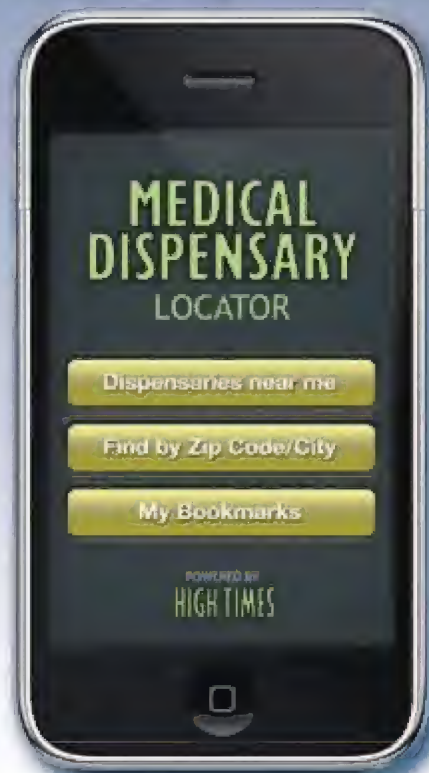 MEDICAL
DISPENSARY
LOCATOR
Dispensaries near me
Find by Zip Code/City
My Bookmarks
POWERED BY
HIGH TIMES